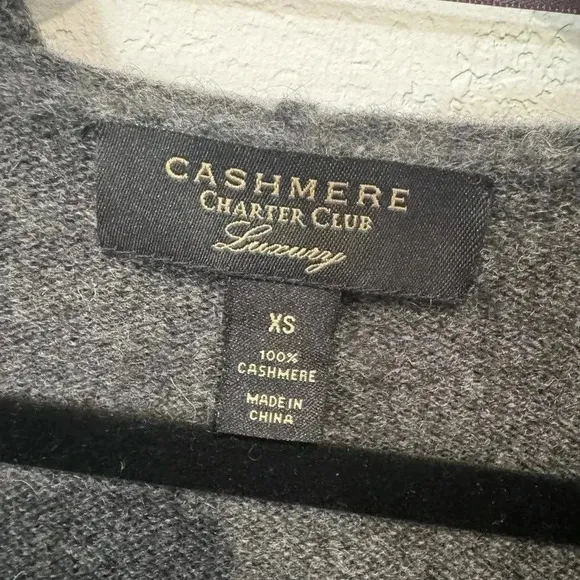 CASHMERE
CHARTER CLUB
Luxury
XS
100%
CASHMERE
MADE IN
CHINA